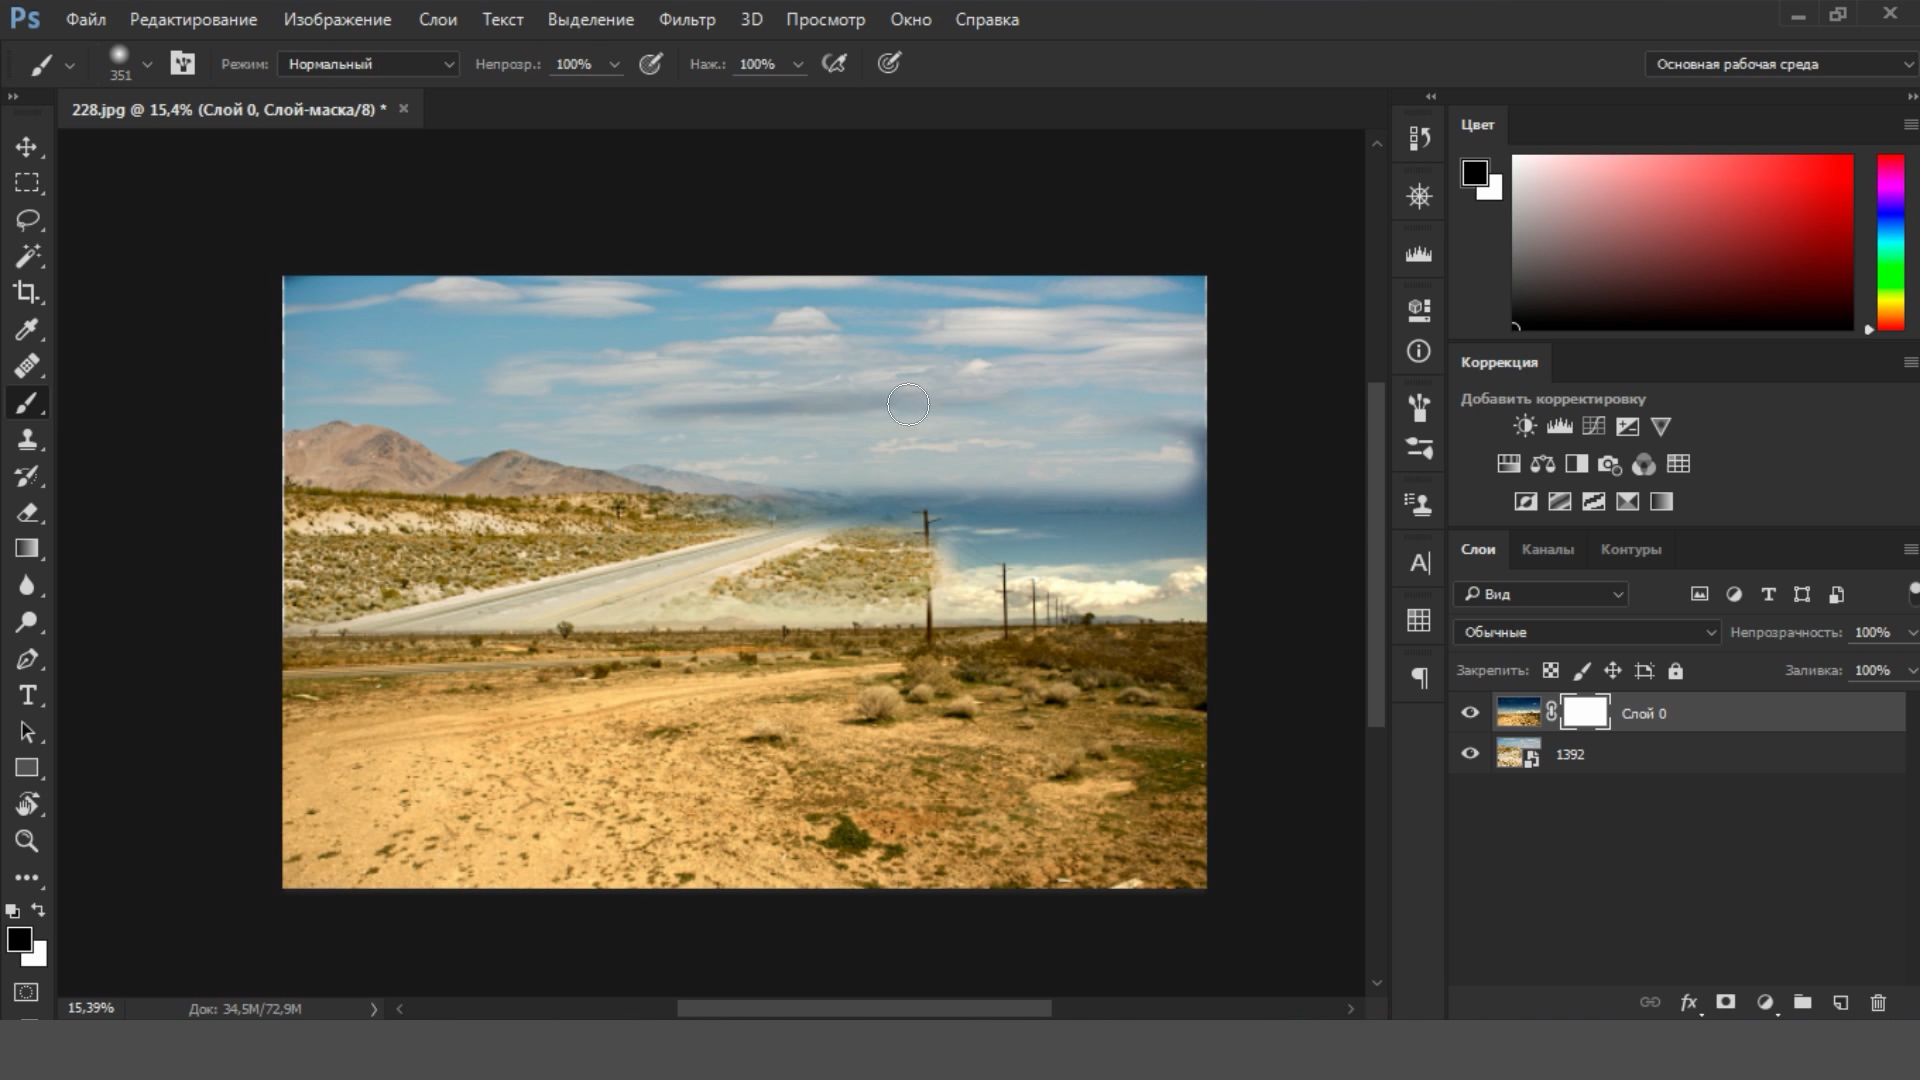 Ps Файл Редактирование Изображение Слои Текст Выделение Фильтр 3D Просмотр Окно Справка
351 Режим: Нормальный Непрозр.: 100% Наж.: 100% Основная рабочая среда
228.jpg @ 15,4% (Слой 0, Слой-маска/8) *
Цвет
Коррекция
Добавить корректировку
Слои Каналы Контуры
Вид
Обычные Непрозрачность: 100%
Закрепить: Заливка: 100%
Слой 0
1392
15,39% Док: 34,5M/72,9M